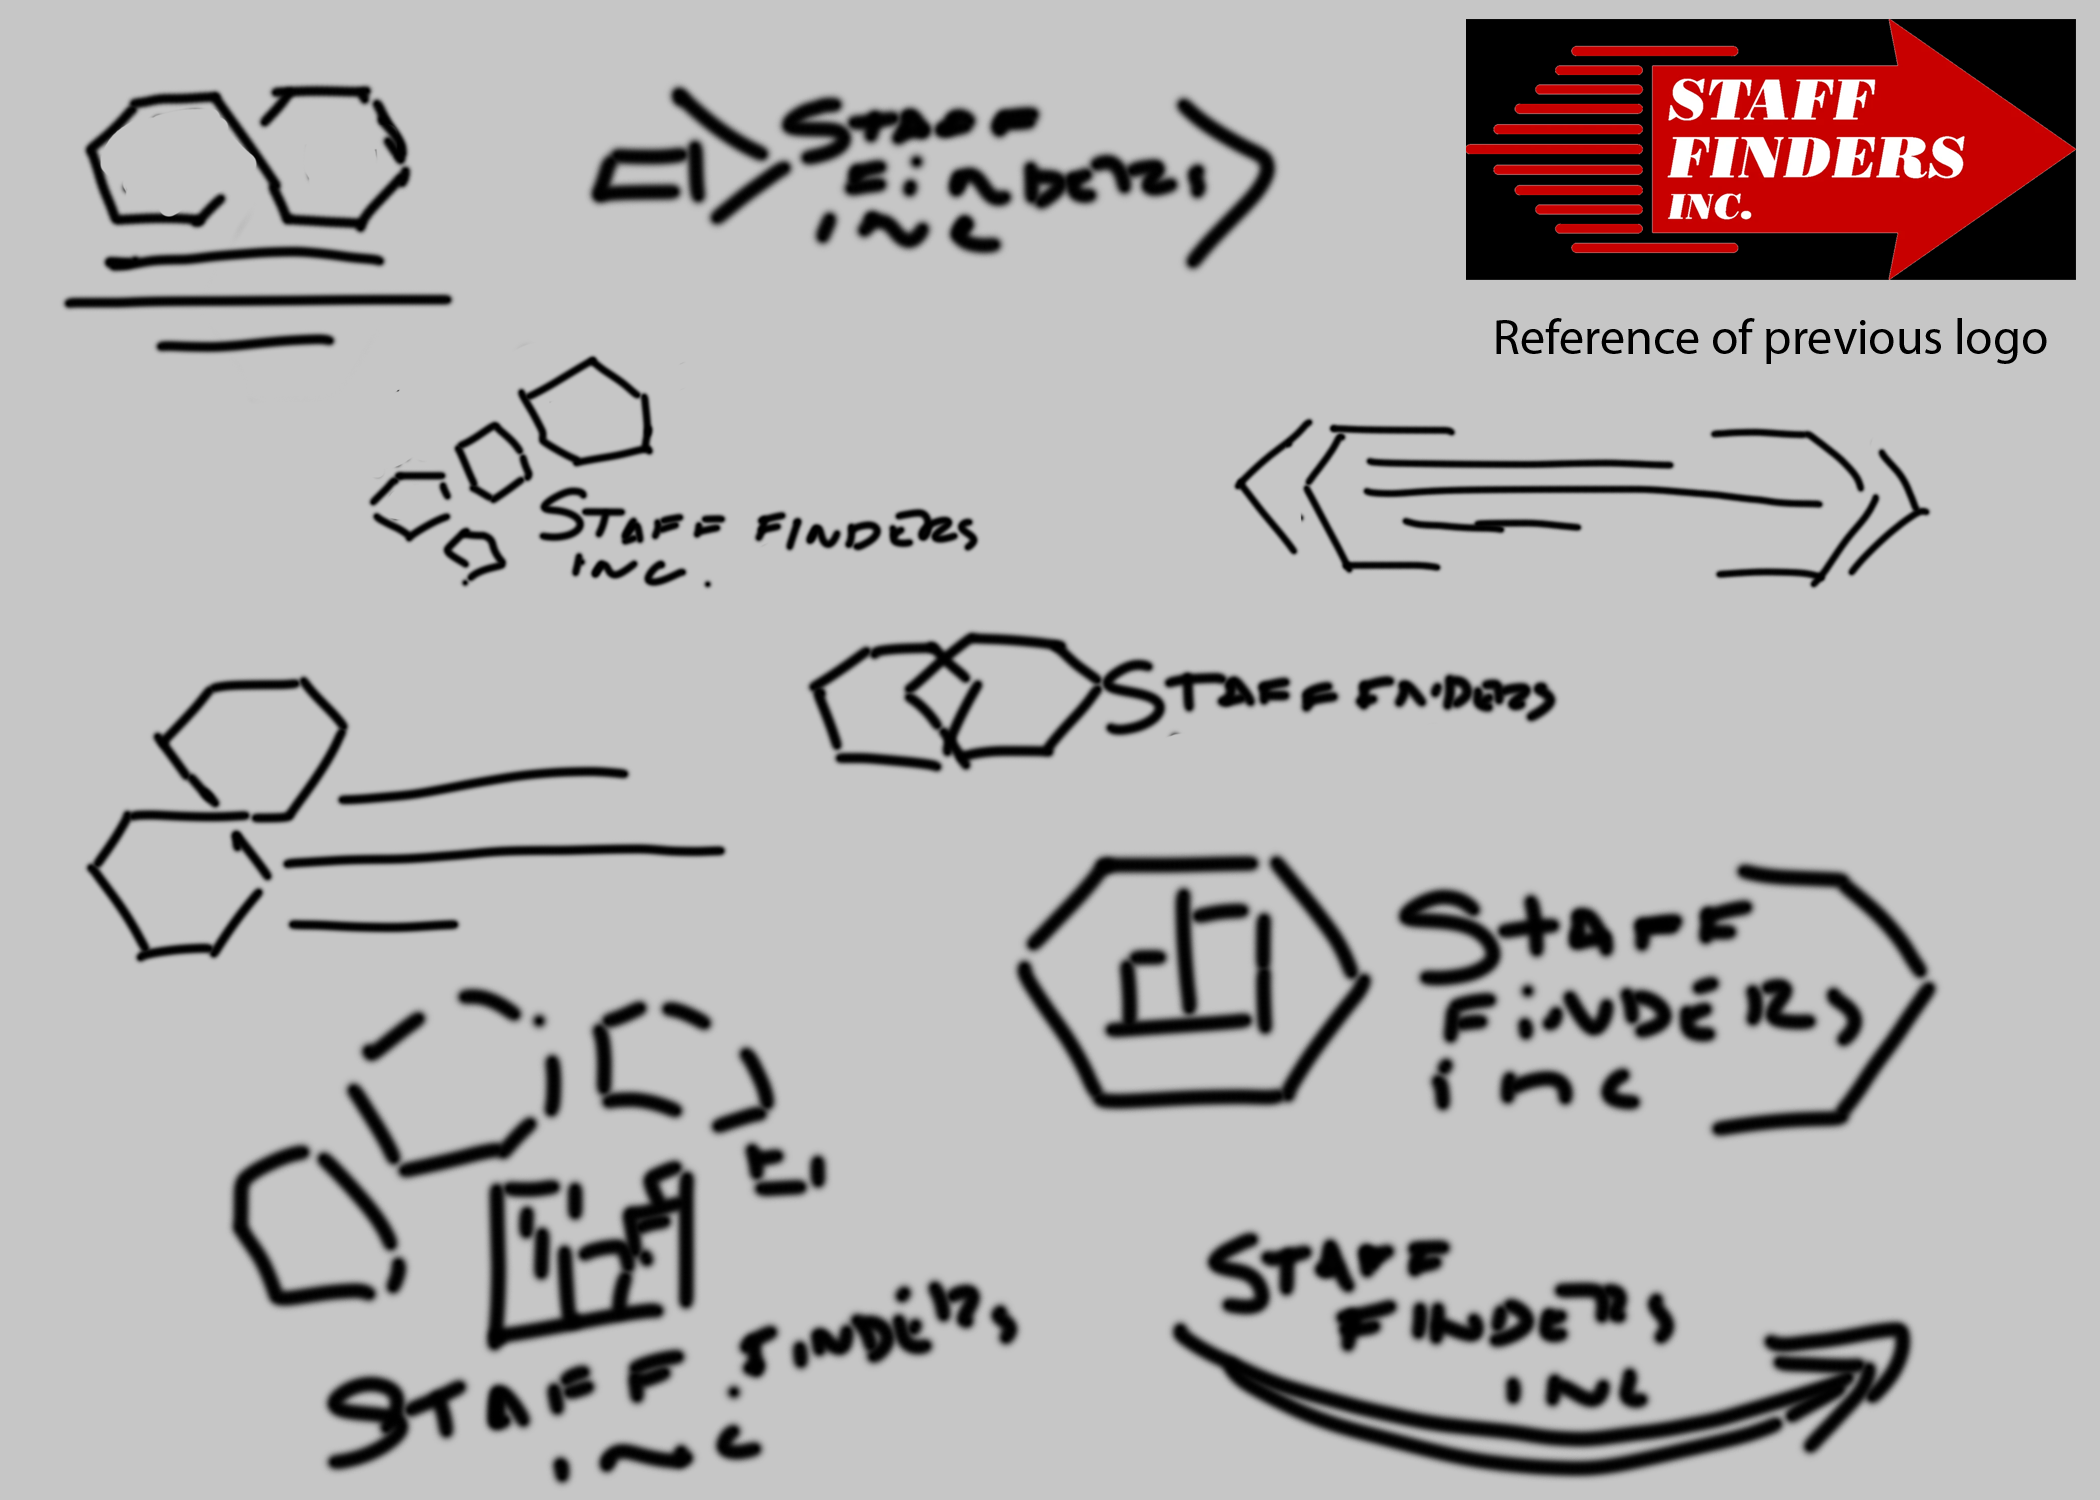 STAFF
FINDERS
inc
STAFF
FINDERS
INC.
Reference of previous logo
STAFF FINDERS
INC.
STAFF FINDERS
STAFF
FiNDERS
inc
STAFF FINDERS
inc
STAFF
FINDERS
INC